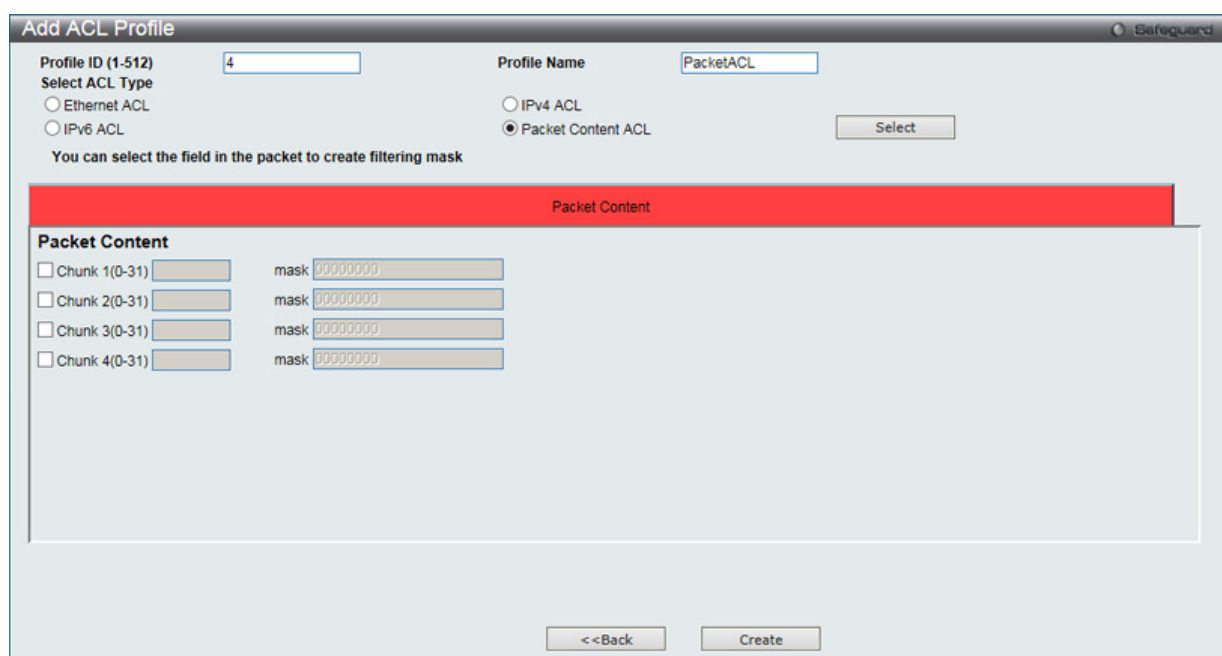 Add ACL Profile Safeguard
Profile ID (1-512) 4 Profile Name PacketACL
Select ACL Type
Ethernet ACL IPv4 ACL
IPv6 ACL Packet Content ACL Select
You can select the field in the packet to create filtering mask
Packet Content
Packet Content
Chunk 1(0-31) mask 00000000
Chunk 2(0-31) mask 00000000
Chunk 3(0-31) mask 00000000
Chunk 4(0-31) mask 00000000
<<Back Create